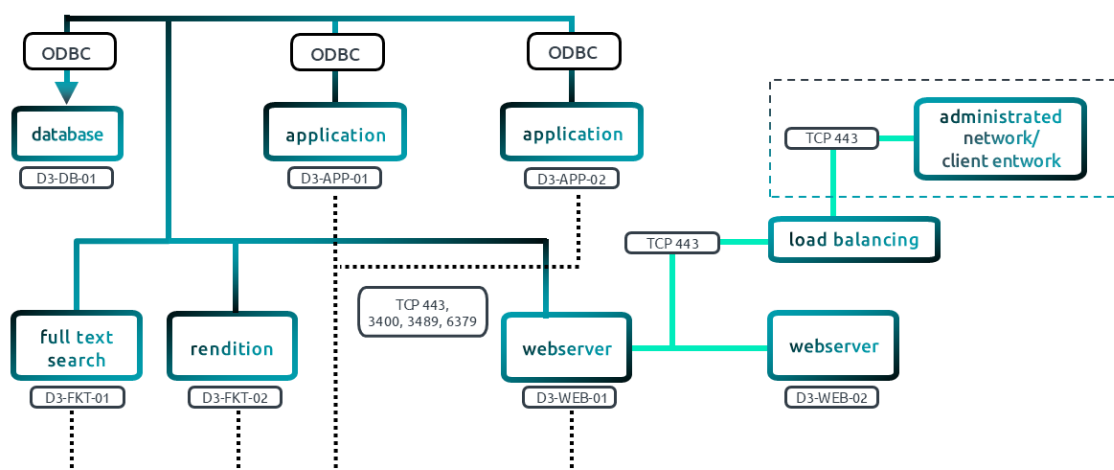 ODBC
ODBC
ODBC
database
application
application
administrated
network/
client entwork
TCP 443
D3-DB-01
D3-APP-01
D3-APP-02
load balancing
TCP 443
TCP 443,
3400, 3489, 6379
full text
search
rendition
webserver
webserver
D3-FKT-01
D3-FKT-02
D3-WEB-01
D3-WEB-02